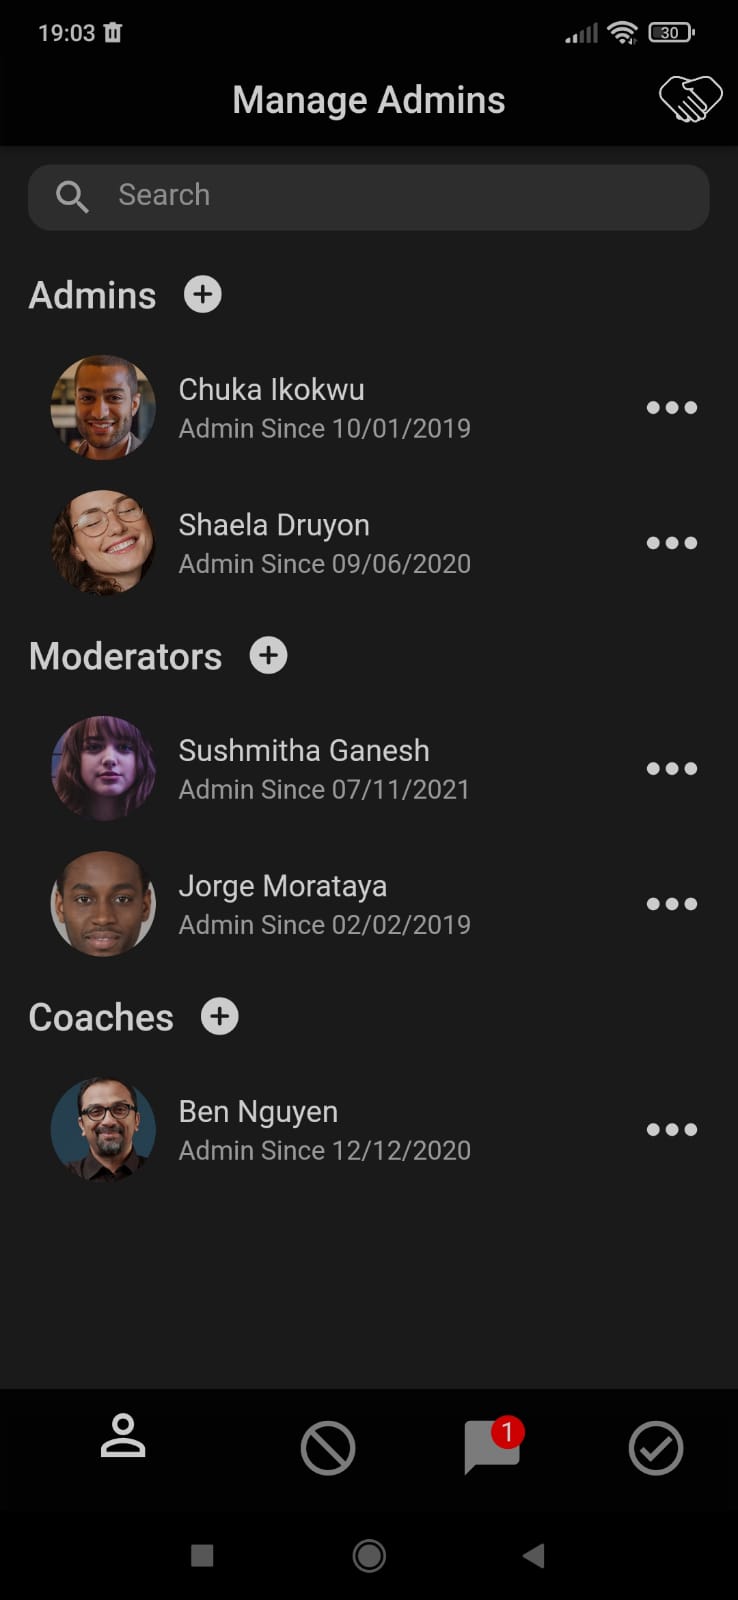 19:03
30
Manage Admins
Search
Admins
Chuka Ikokwu
Admin Since 10/01/2019
Shaela Druyon
Admin Since 09/06/2020
Moderators
Sushmitha Ganesh
Admin Since 07/11/2021
Jorge Morataya
Admin Since 02/02/2019
Coaches
Ben Nguyen
Admin Since 12/12/2020
1